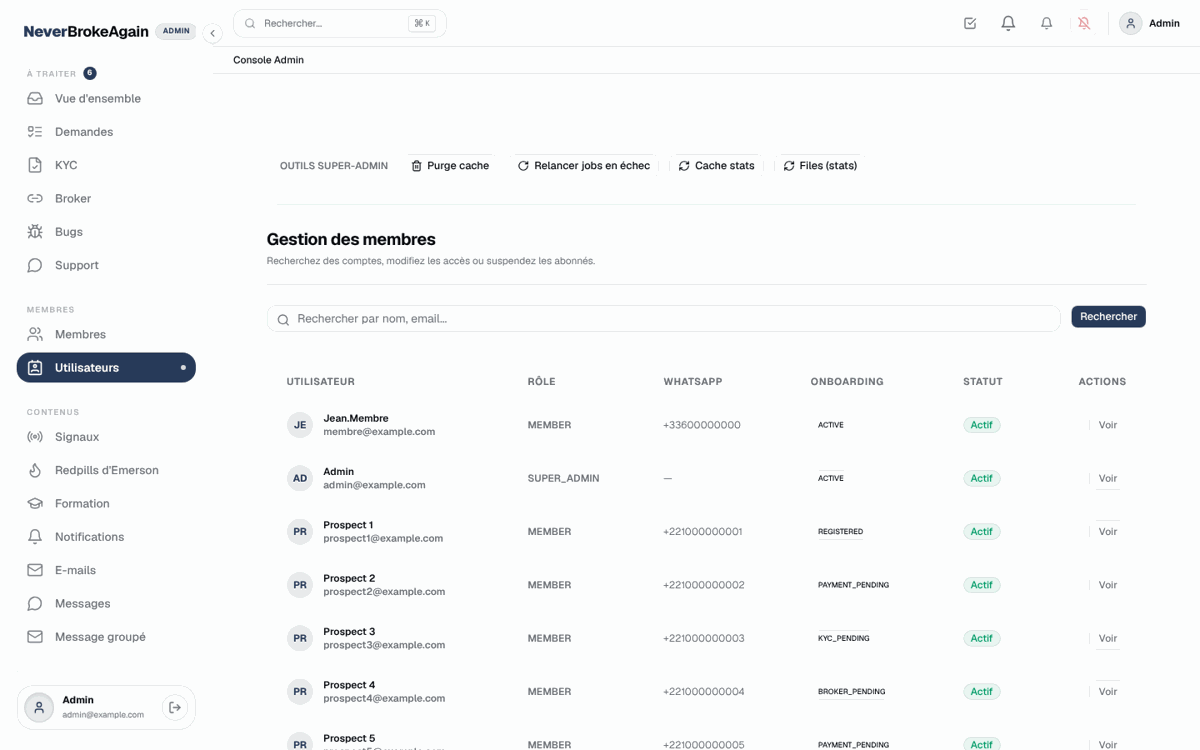 NeverBrokeAgain ADMIN
Rechercher... ⌘ K
Admin
Console Admin
À TRAITER 6
Vue d'ensemble
Demandes
KYC
Broker
Bugs
Support
MEMBRES
Membres
Utilisateurs
CONTENUS
Signaux
Redpills d'Emerson
Formation
Notifications
E-mails
Messages
Message groupé
Admin
admin@example.com
OUTILS SUPER-ADMIN Purge cache Relancer jobs en échec Cache stats Files (stats)
Gestion des membres
Recherchez des comptes, modifiez les accès ou suspendez les abonnés.
Rechercher par nom, email... Rechercher
UTILISATEUR RÔLE WHATSAPP ONBOARDING STATUT ACTIONS
JE Jean.Membre
membre@example.com MEMBER +33600000000 ACTIVE Actif Voir
AD Admin
admin@example.com SUPER_ADMIN — ACTIVE Actif Voir
PR Prospect 1
prospect1@example.com MEMBER +221000000001 REGISTERED Actif Voir
PR Prospect 2
prospect2@example.com MEMBER +221000000002 PAYMENT_PENDING Actif Voir
PR Prospect 3
prospect3@example.com MEMBER +221000000003 KYC_PENDING Actif Voir
PR Prospect 4
prospect4@example.com MEMBER +221000000004 BROKER_PENDING Actif Voir
PR Prospect 5
MEMBER +221000000005 PAYMENT_PENDING Actif Voir